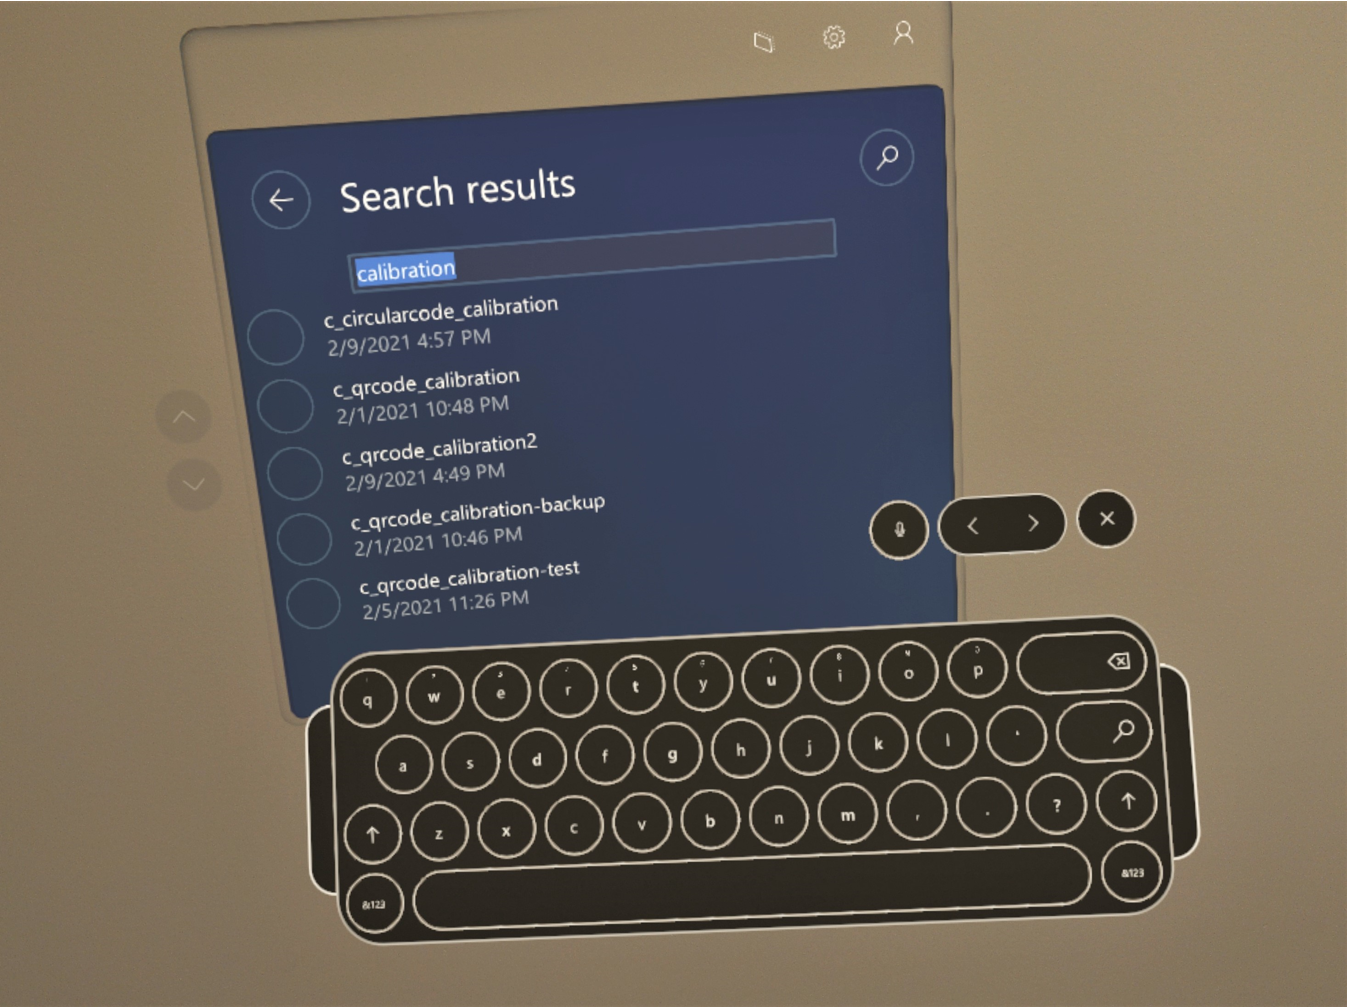 Search results
calibration
c_circularcode_calibration
2/9/2021 4:57 PM
c_qrcode_calibration
2/1/2021 10:48 PM
c_qrcode_calibration2
2/9/2021 4:49 PM
c_qrcode_calibration-backup
2/1/2021 10:46 PM
c_qrcode_calibration-test
2/5/2021 11:26 PM
q w e r t y u i o p
a s d f g h j k l '
z x c v b n m , . ?
&123 &123